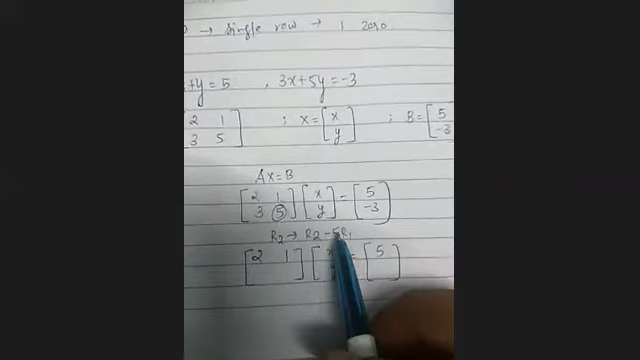 → single row → 1 zero.
+y = 5 , 3x+5y = -3
2 1 ; X = [x ; B = [5
3 5] y] -3
AX = B
[2 1 [x = [5
3 5] y] -3]
R2 → R2 - 5R1
[2 1] [ = [5 ]